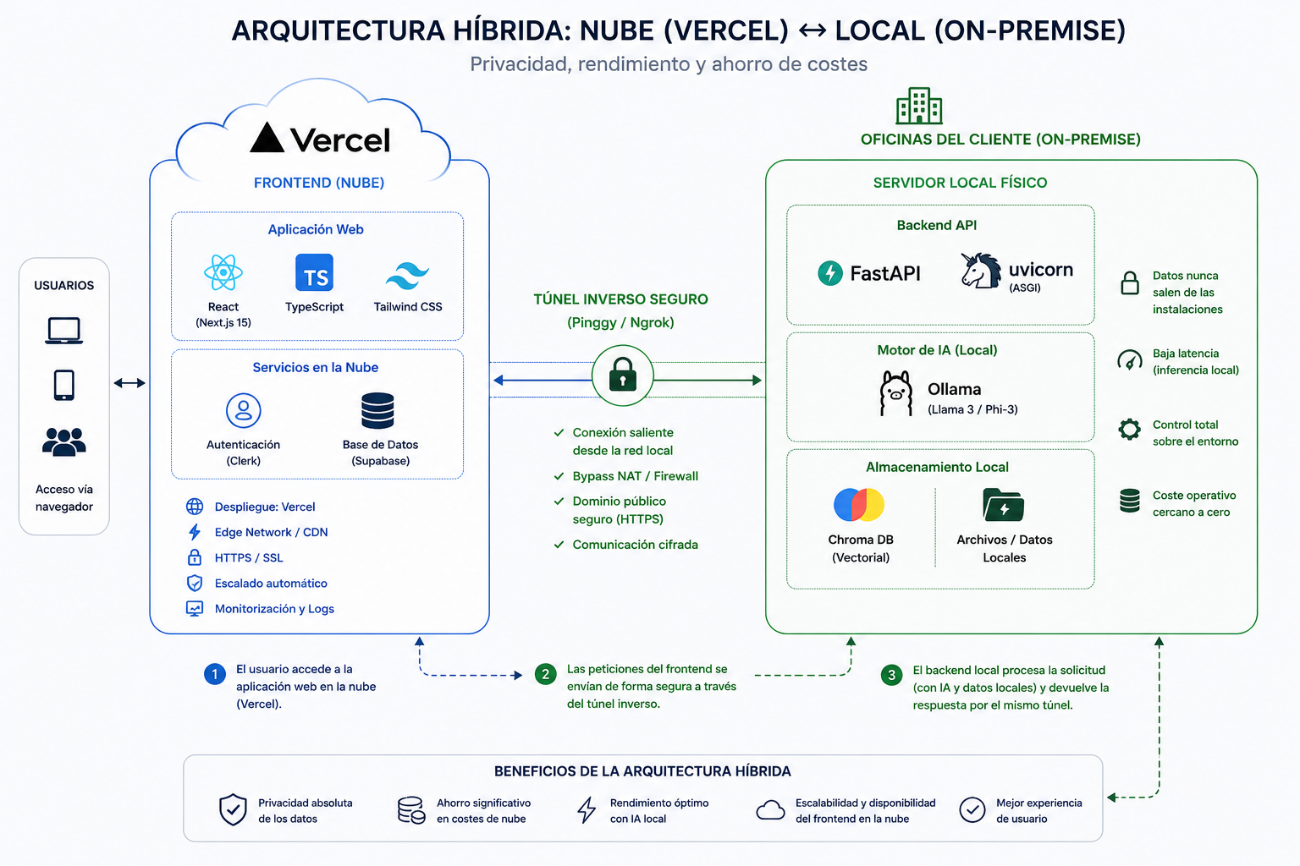 ARQUITECTURA HÍBRIDA: NUBE (VERCEL) ↔ LOCAL (ON-PREMISE)
Privacidad, rendimiento y ahorro de costes
USUARIOS
Acceso vía
navegador
Vercel
FRONTEND (NUBE)
Aplicación Web
React
(Next.js 15)
TS
TypeScript
Tailwind CSS
Servicios en la Nube
Autenticación
(Clerk)
Base de Datos
(Supabase)
Despliegue: Vercel
Edge Network / CDN
HTTPS / SSL
Escalado automático
Monitorización y Logs
TÚNEL INVERSO SEGURO
(Pinggy / Ngrok)
Conexión saliente
desde la red local
Bypass NAT / Firewall
Dominio público
seguro (HTTPS)
Comunicación cifrada
OFICINAS DEL CLIENTE (ON-PREMISE)
SERVIDOR LOCAL FÍSICO
Backend API
FastAPI
uvicorn
(ASGI)
Motor de IA (Local)
Ollama
(Llama 3 / Phi-3)
Almacenamiento Local
Chroma DB
(Vectorial)
Archivos / Datos
Locales
Datos nunca
salen de las
instalaciones
Baja latencia
(inferencia local)
Control total
sobre el entorno
Coste operativo
cercano a cero
1
El usuario accede a la
aplicación web en la nube
(Vercel).
2
Las peticiones del frontend se
envían de forma segura a través
del túnel inverso.
3
El backend local procesa la solicitud
(con IA y datos locales) y devuelve la
respuesta por el mismo túnel.
BENEFICIOS DE LA ARQUITECTURA HÍBRIDA
Privacidad absoluta
de los datos
Ahorro significativo
en costes de nube
Rendimiento óptimo
con IA local
Escalabilidad y disponibilidad
del frontend en la nube
Mejor experiencia
de usuario